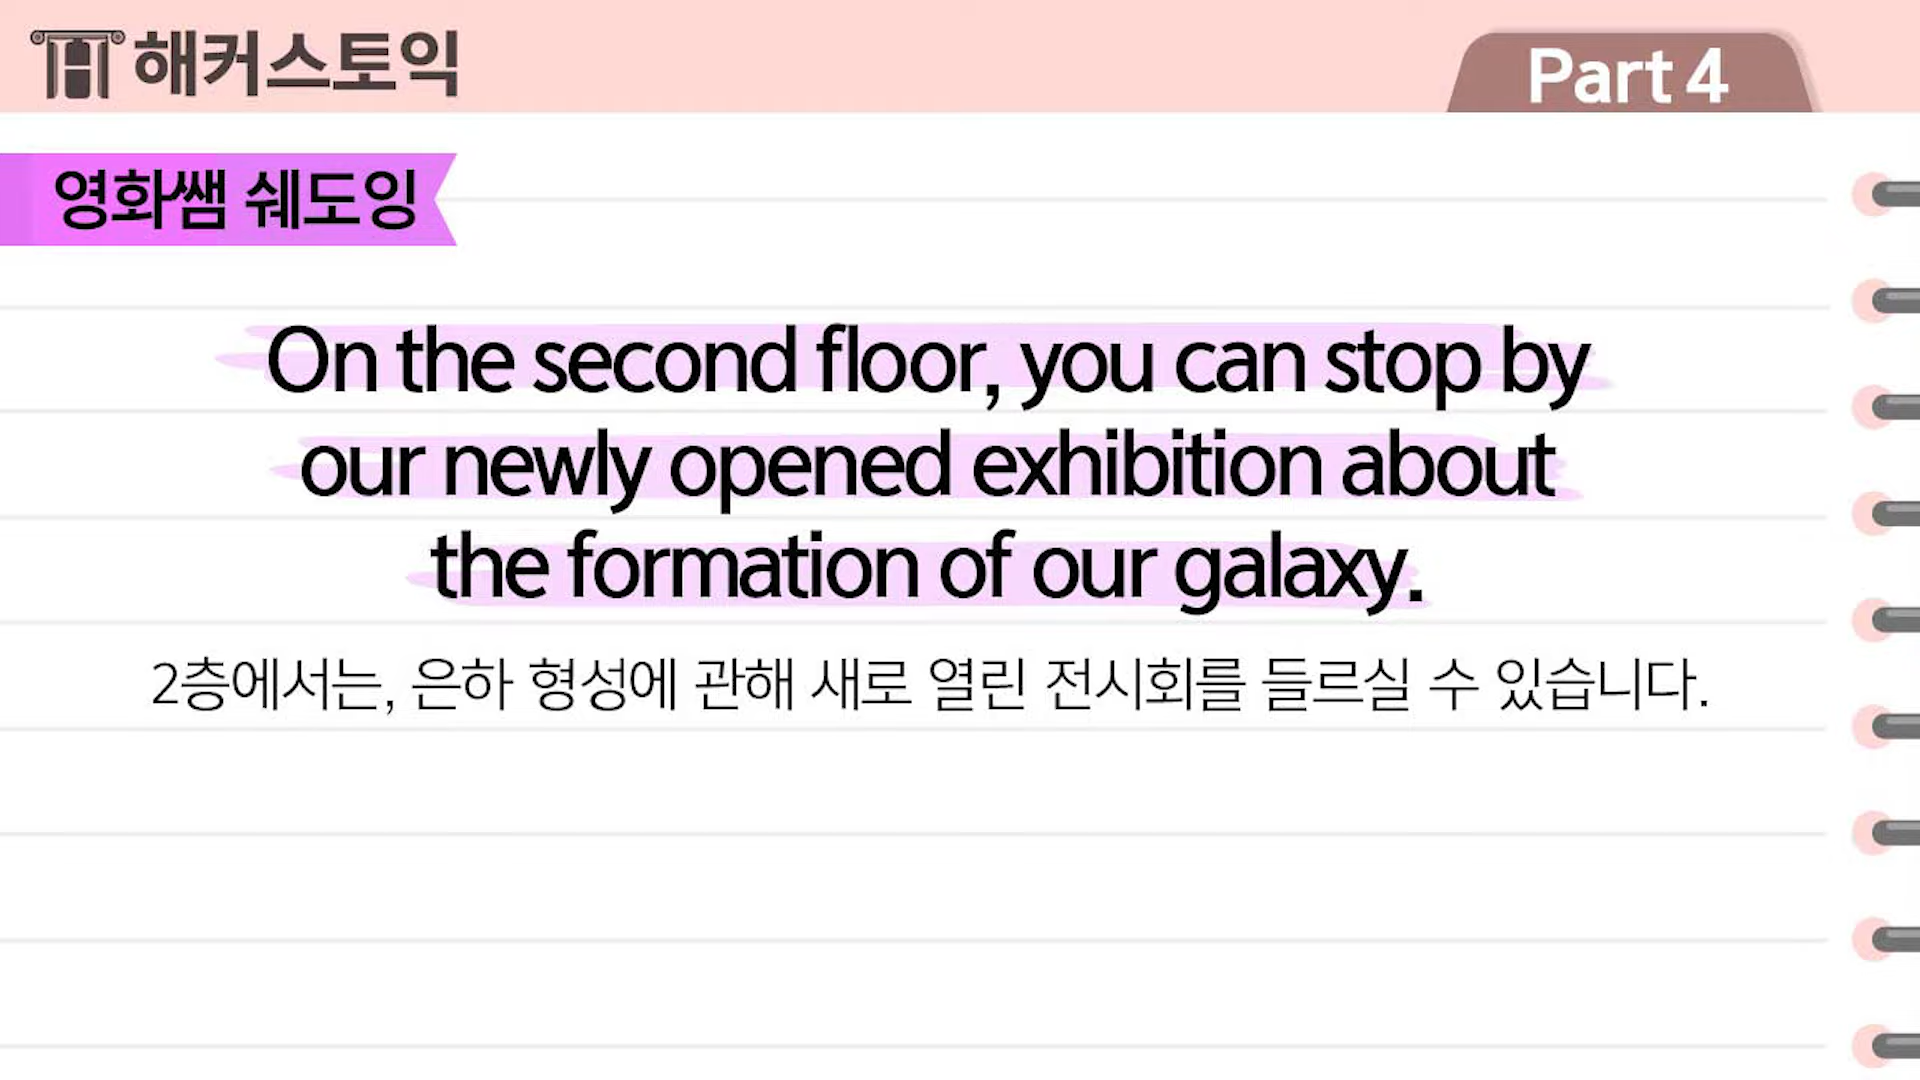 해커스토익
Part 4
영화쌤 쉐도잉
On the second floor, you can stop by
our newly opened exhibition about
the formation of our galaxy.
2층에서는, 은하 형성에 관해 새로 열린 전시회를 들르실 수 있습니다.